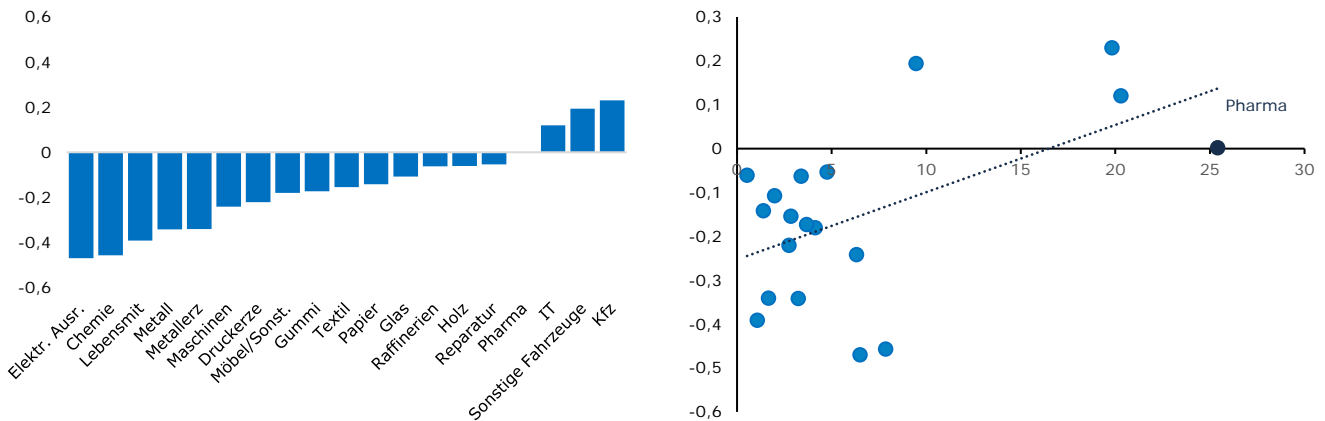 0,6
0,4
0,2
0
-0,2
-0,4
-0,6
Elektr. Ausr.
Chemie
Lebensmit
Metall
Metallerz
Maschinen
Druckerze
Möbel/Sonst.
Gummi
Textil
Papier
Glas
Raffinerien
Holz
Reparatur
Pharma
IT
Sonstige Fahrzeuge
Kfz
0,3
0,2
0,1
0
-0,1
-0,2
-0,3
-0,4
-0,5
-0,6
0
5
10
15
20
25
30
Pharma